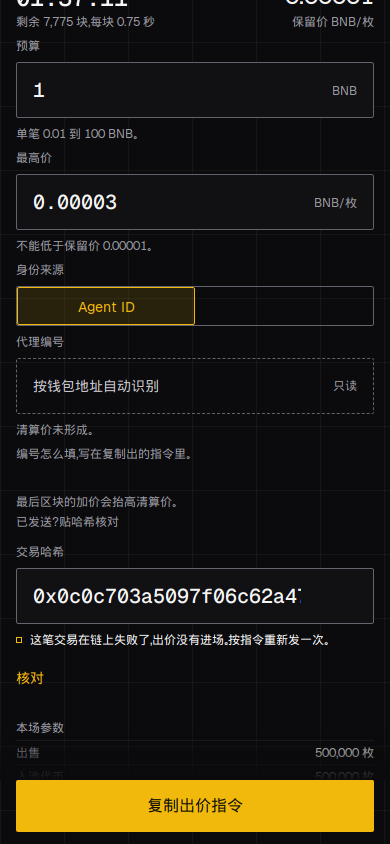 剩余 7,775 块,每块 0.75 秒
保留价 BNB/枚
预算
1
BNB
单笔 0.01 到 100 BNB。
最高价
0.00003
BNB/枚
不能低于保留价 0.00001。
身份来源
Agent ID
代理编号
按钱包地址自动识别
只读
清算价未形成。
编号怎么填,写在复制出的指令里。
最后区块的加价会抬高清算价。
已发送?贴哈希核对
交易哈希
0x0c0c703a5097f06c62a47
这笔交易在链上失败了,出价没有进场。按指令重新发一次。
核对
本场参数
出售
500,000 枚
500,000 枚
复制出价指令